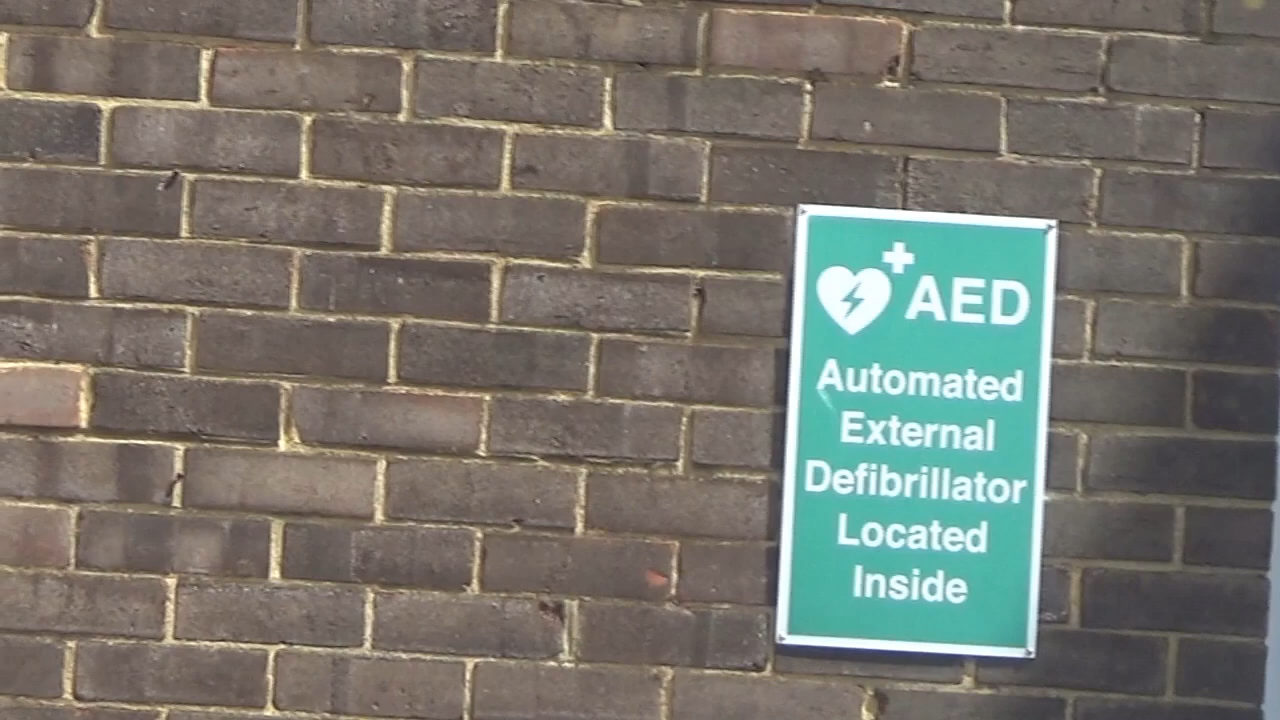 AED
Automated
External
Defibrillator
Located
Inside